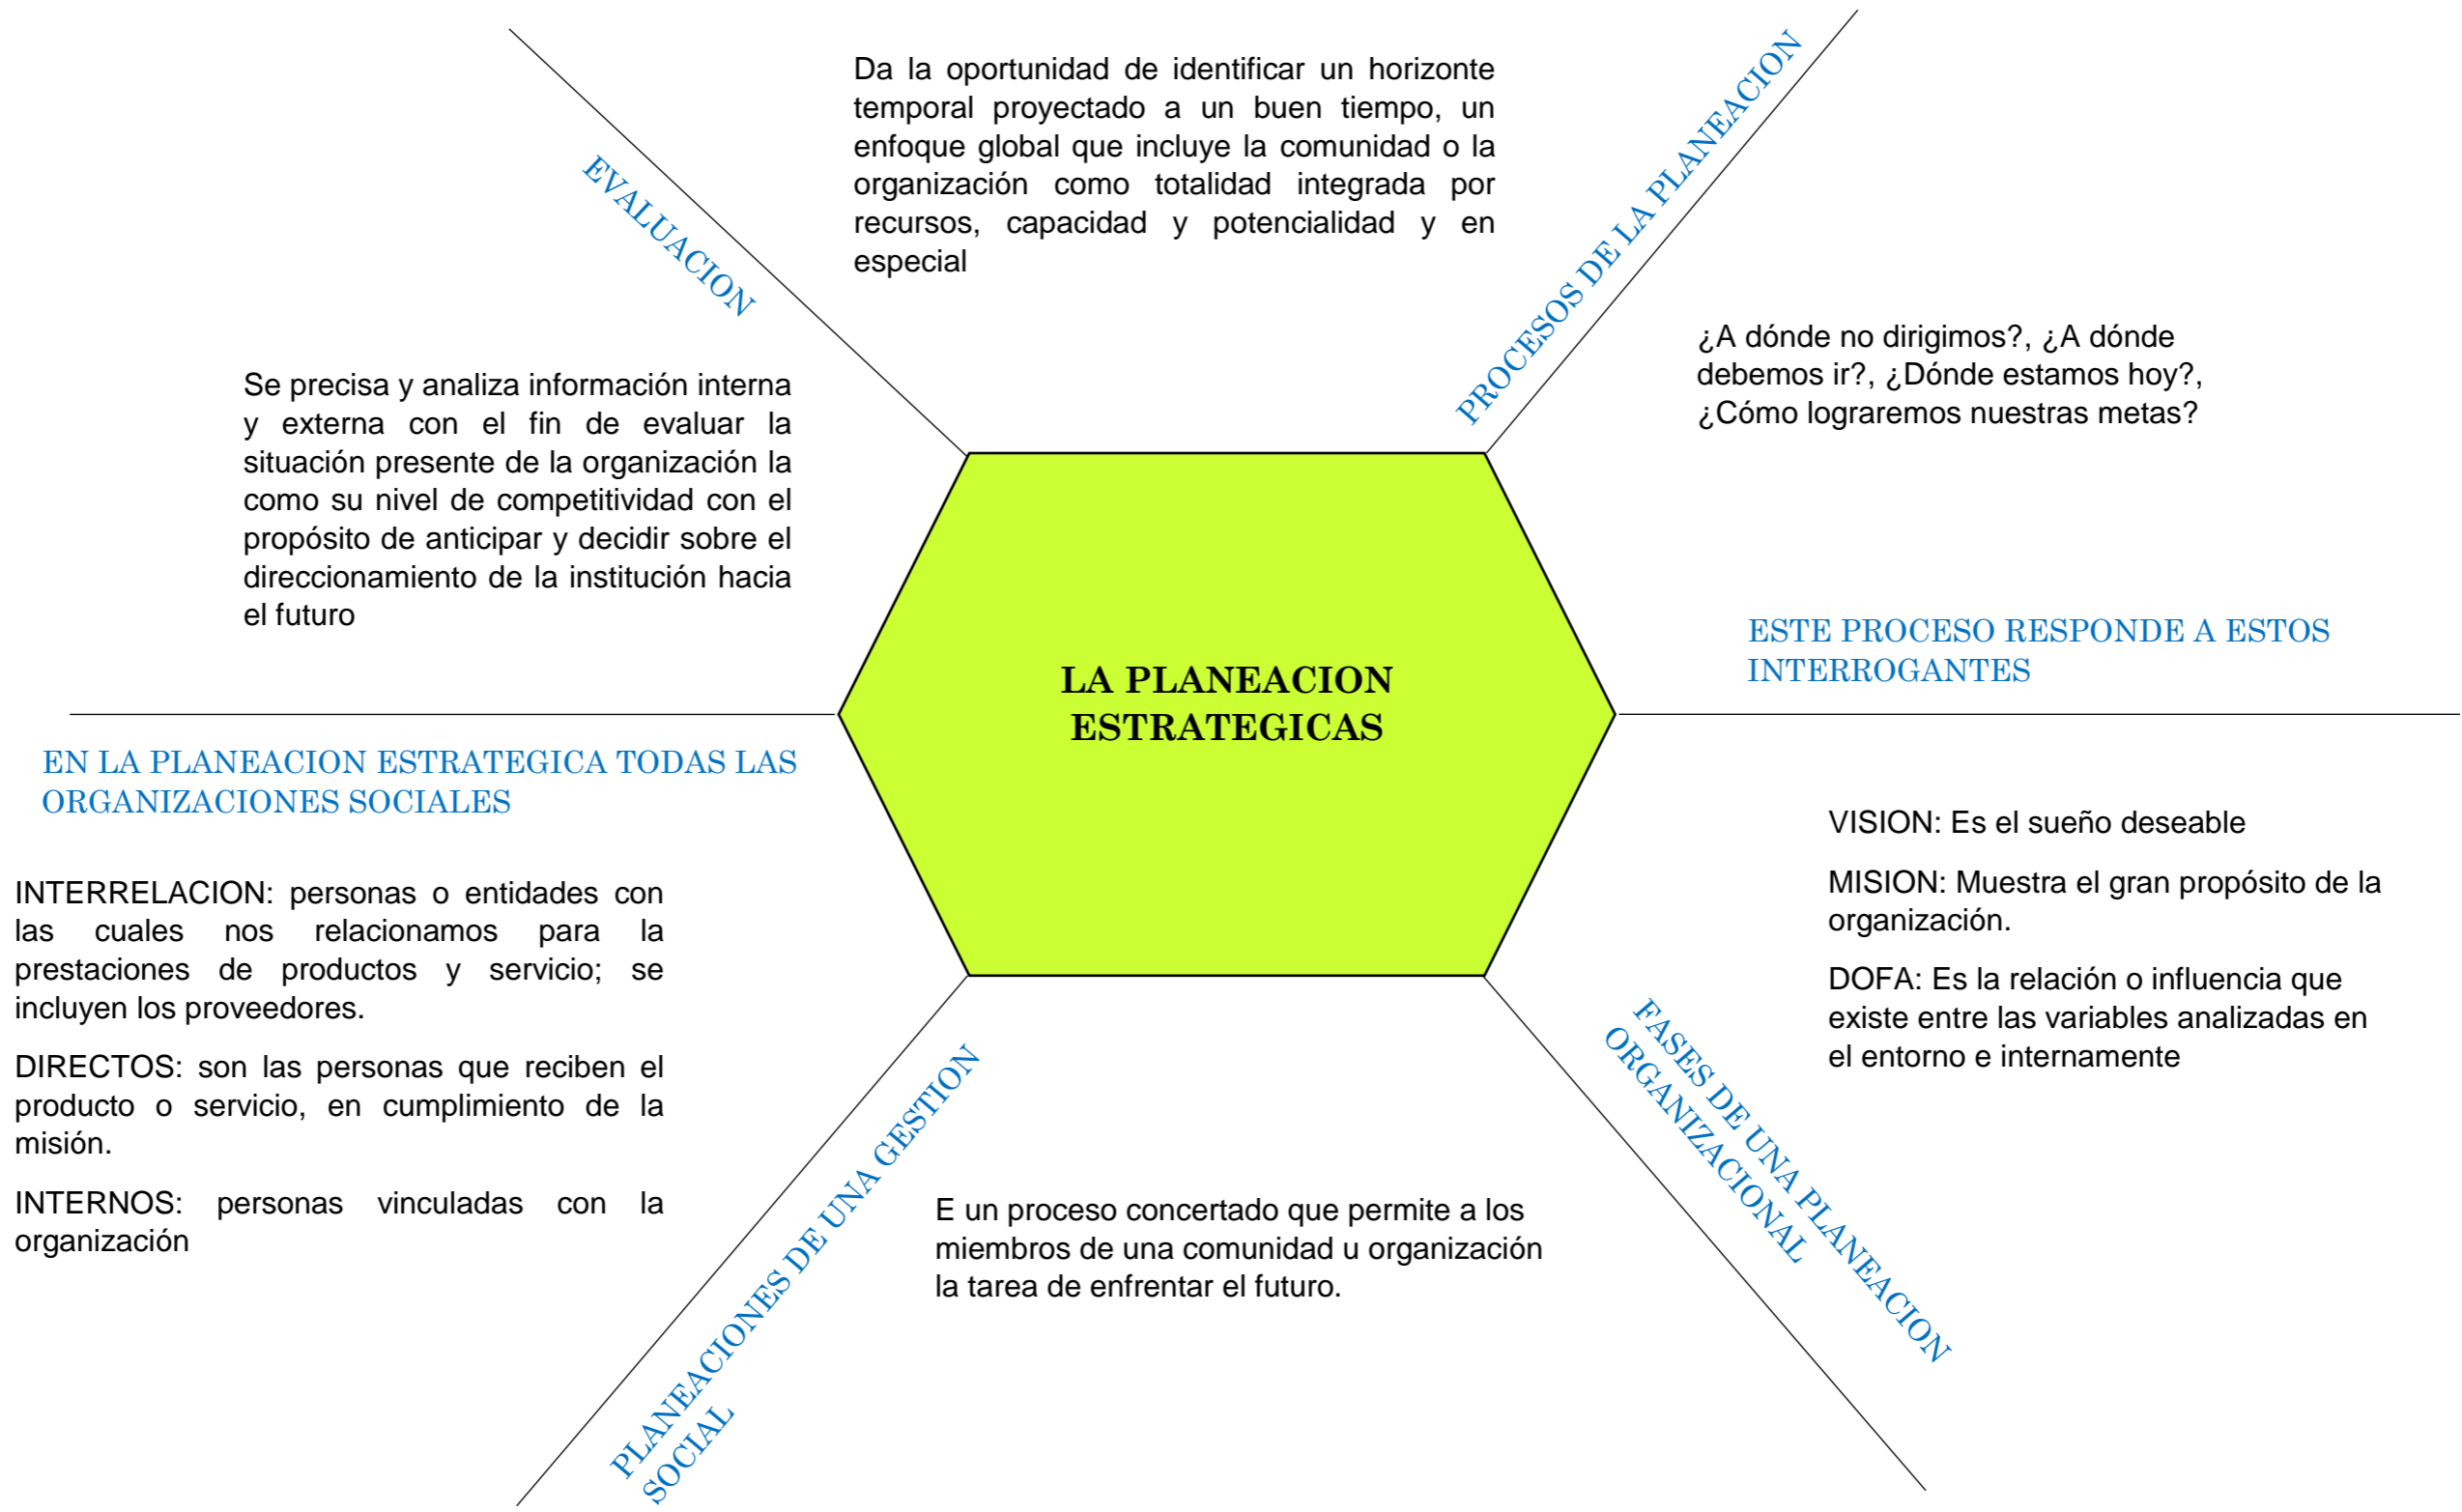 Da la oportunidad de identificar un horizonte
temporal proyectado a un buen tiempo, un
enfoque global que incluye la comunidad o la
organización como totalidad integrada por
recursos, capacidad y potencialidad y en
especial
EVALUACION
PROCESOS DE LA PLANEACION
Se precisa y analiza información interna
y externa con el fin de evaluar la
situación presente de la organización la
como su nivel de competitividad con el
propósito de anticipar y decidir sobre el
direccionamiento de la institución hacia
el futuro
¿A dónde no dirigimos?, ¿A dónde
debemos ir?, ¿Dónde estamos hoy?,
¿Cómo lograremos nuestras metas?
ESTE PROCESO RESPONDE A ESTOS
INTERROGANTES
LA PLANEACION
ESTRATEGICAS
EN LA PLANEACION ESTRATEGICA TODAS LAS
ORGANIZACIONES SOCIALES
INTERRELACION: personas o entidades con
las cuales nos relacionamos para la
prestaciones de productos y servicio; se
incluyen los proveedores.
DIRECTOS: son las personas que reciben el
producto o servicio, en cumplimiento de la
misión.
INTERNOS: personas vinculadas con la
organización
VISION: Es el sueño deseable
MISION: Muestra el gran propósito de la
organización.
DOFA: Es la relación o influencia que
existe entre las variables analizadas en
el entorno e internamente
FASES DE UNA PLANEACION
ORGANIZACIONAL
PLANEACIONES DE UNA GESTION
SOCIAL
E un proceso concertado que permite a los
miembros de una comunidad u organización
la tarea de enfrentar el futuro.